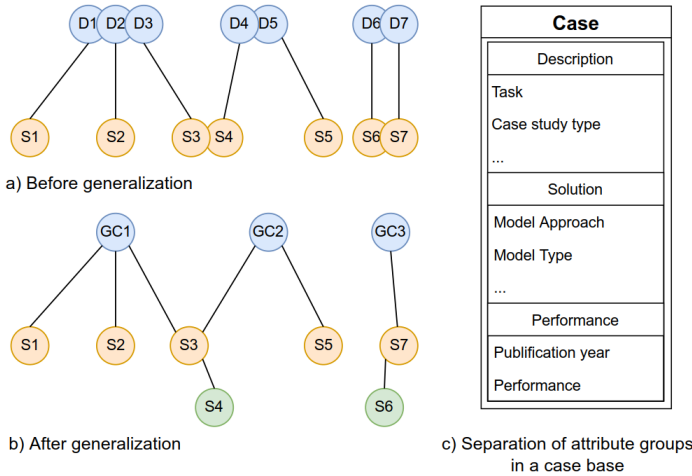 D1 D2 D3 D4 D5 D6 D7
S1 S2 S3 S4 S5 S6 S7
a) Before generalization
GC1 GC2 GC3
S1 S2 S3 S5 S7
S4 S6
b) After generalization
Case
Description
Task
Case study type
...
Solution
Model Approach
Model Type
...
Performance
Publification year
Performance
c) Separation of attribute groups
in a case base